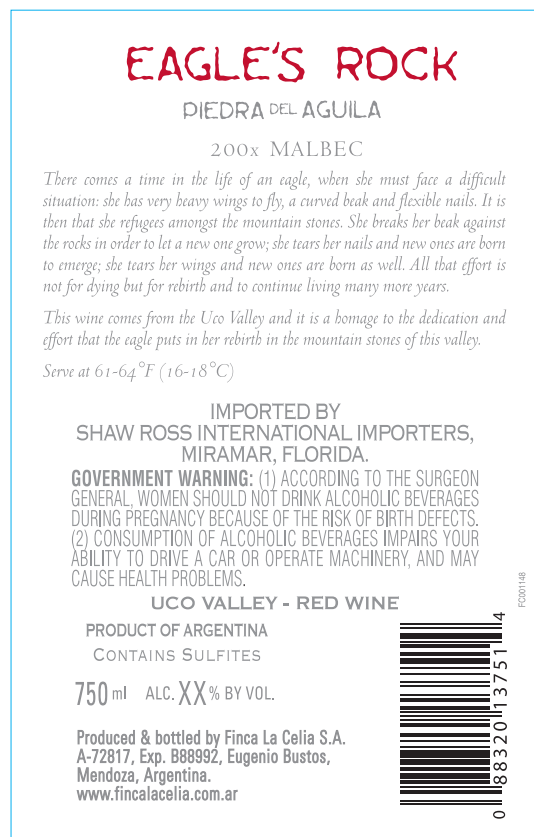 EAGLE'S ROCK
PIEDRA DEL AGUILA
200x MALBEC
There comes a time in the life of an eagle, when she must face a difficult
situation: she has very heavy wings to fly, a curved beak and flexible nails. It is
then that she refugees amongst the mountain stones. She breaks her beak against
the rocks in order to let a new one grow; she tears her nails and new ones are born
to emerge; she tears her wings and new ones are born as well. All that effort is
not for dying but for rebirth and to continue living many more years.
This wine comes from the Uco Valley and it is a homage to the dedication and
effort that the eagle puts in her rebirth in the mountain stones of this valley.
Serve at 61-64°F (16-18°C)
IMPORTED BY
SHAW ROSS INTERNATIONAL IMPORTERS,
MIRAMAR, FLORIDA.
GOVERNMENT WARNING: (1) ACCORDING TO THE SURGEON
GENERAL, WOMEN SHOULD NOT DRINK ALCOHOLIC BEVERAGES
DURING PREGNANCY BECAUSE OF THE RISK OF BIRTH DEFECTS.
(2) CONSUMPTION OF ALCOHOLIC BEVERAGES IMPAIRS YOUR
ABILITY TO DRIVE A CAR OR OPERATE MACHINERY, AND MAY
CAUSE HEALTH PROBLEMS.
UCO VALLEY - RED WINE
PRODUCT OF ARGENTINA
CONTAINS SULFITES
750 ml ALC. XX % BY VOL.
Produced & bottled by Finca La Celia S.A.
A-72817, Exp. B88992, Eugenio Bustos,
Mendoza, Argentina.
www.fincalacelia.com.ar
0 88320 13751 4
FC001148